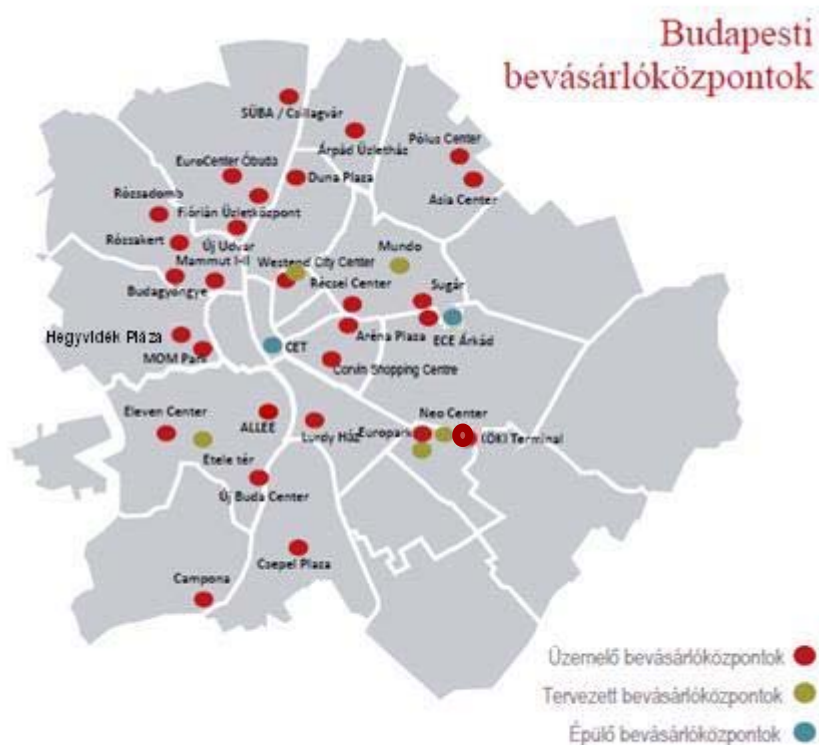 Budapesti
bevásárlóközpontok
SÜBA / Csillagvár
Árpád Üzletház
Pólus Center
EuroCenter Óbuda
Duna Plaza
Asia Center
Rózsadomb
Flórián Üzletközpont
Rózsakert
Új Udvar
Mundo
Mammut I-II
Westend City Center
Budagyöngye
Récsei Center
Sugár
Hegyvidék Pláza
Aréna Plaza
ECE Árkád
MOM Park
CET
Corvin Shopping Centre
Eleven Center
Neo Center
ALLEE
Lurdy Ház
Europark
KÖKI Terminal
Etele tér
Új Buda Center
Csepel Plaza
Campona
Üzemelő bevásárlóközpontok
Tervezett bevásárlóközpontok
Épülő bevásárlóközpontok